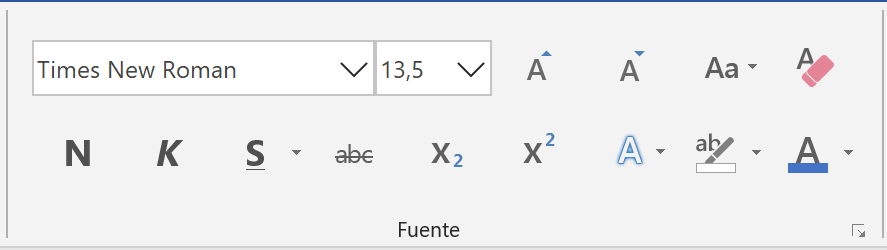 Times New Roman 13,5 A A Aa A
N K S abc X₂ X² A ab A
Fuente